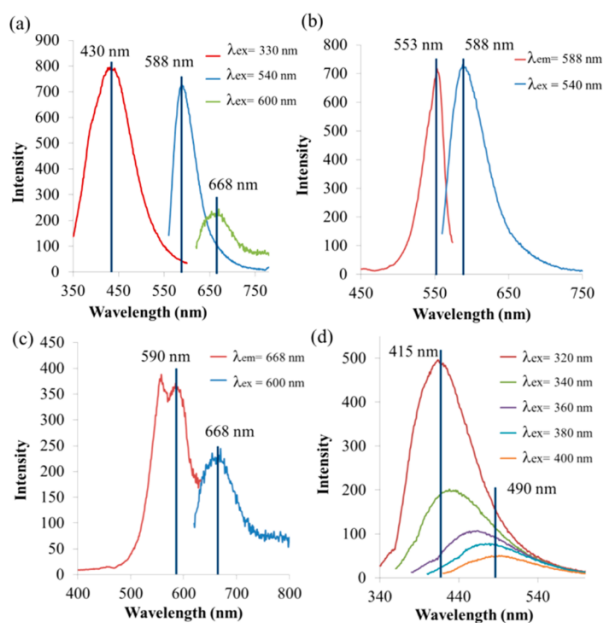 (a)
430 nm
588 nm
668 nm
λex= 330 nm
λex= 540 nm
λex= 600 nm
Intensity
900
800
700
600
500
400
300
200
100
0
350
450
550
650
750
Wavelength (nm)
(b)
553 nm
588 nm
λem= 588 nm
λex = 540 nm
Intensity
800
700
600
500
400
300
200
100
0
450
550
650
750
Wavelength (nm)
(c)
590 nm
668 nm
λem= 668 nm
λex = 600 nm
Intensity
450
400
350
300
250
200
150
100
50
0
400
500
600
700
800
Wavelength (nm)
(d)
415 nm
490 nm
λex= 320 nm
λex= 340 nm
λex= 360 nm
λex= 380 nm
λex= 400 nm
Intensity
500
400
300
200
100
0
340
440
540
Wavelength (nm)